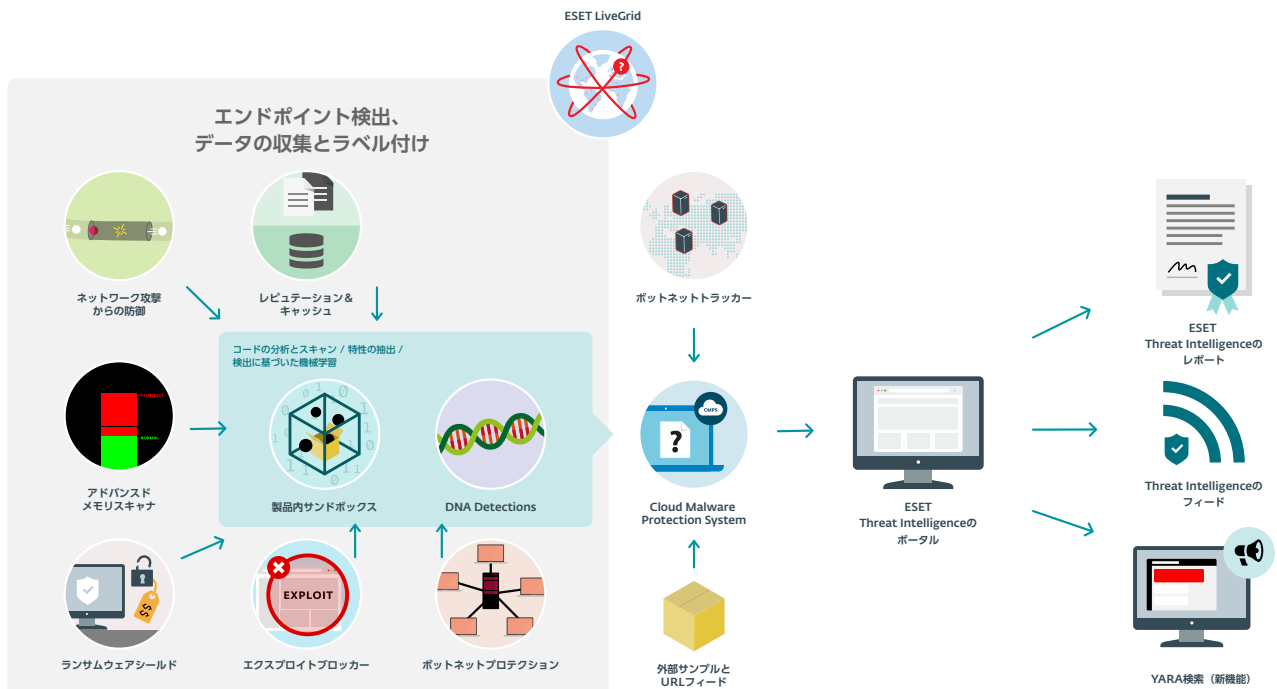 ESET LiveGrid
エンドポイント検出、
データの収集とラベル付け
ネットワーク攻撃
からの防御
レピュテーション＆
キャッシュ
ボットネットトラッカー
コードの分析とスキャン / 特性の抽出 /
検出に基づいた機械学習
アドバンスド
メモリスキャナ
NORMAL
製品内サンドボックス
DNA Detections
CMPS
?
Cloud Malware
Protection System
ESET
Threat Intelligenceの
ポータル
ESET
Threat Intelligenceの
レポート
Threat Intelligenceの
フィード
ランサムウェアシールド
$$
EXPLOIT
エクスプロイトブロッカー
ボットネットプロテクション
外部サンプルと
URLフィード
YARA検索（新機能）